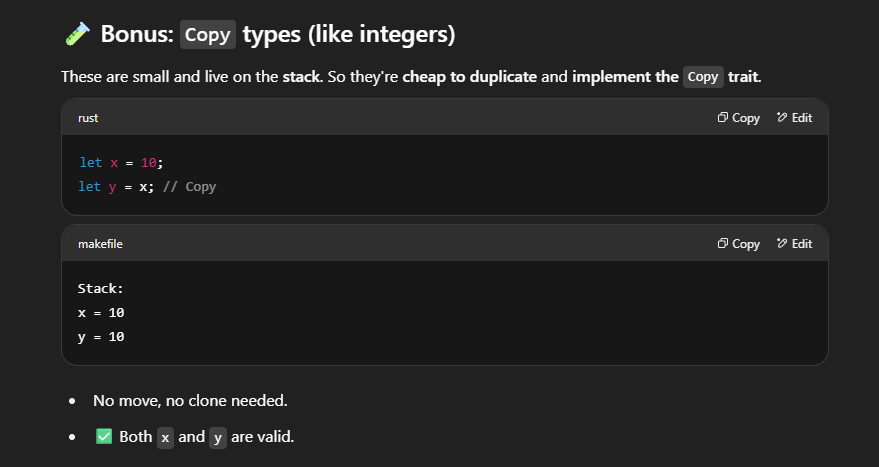 🧪 Bonus: Copy types (like integers)
These are small and live on the stack. So they're cheap to duplicate and implement the Copy trait.
rust Copy Edit
let x = 10;
let y = x; // Copy
makefile Copy Edit
Stack:
x = 10
y = 10
• No move, no clone needed.
• ✅ Both x and y are valid.